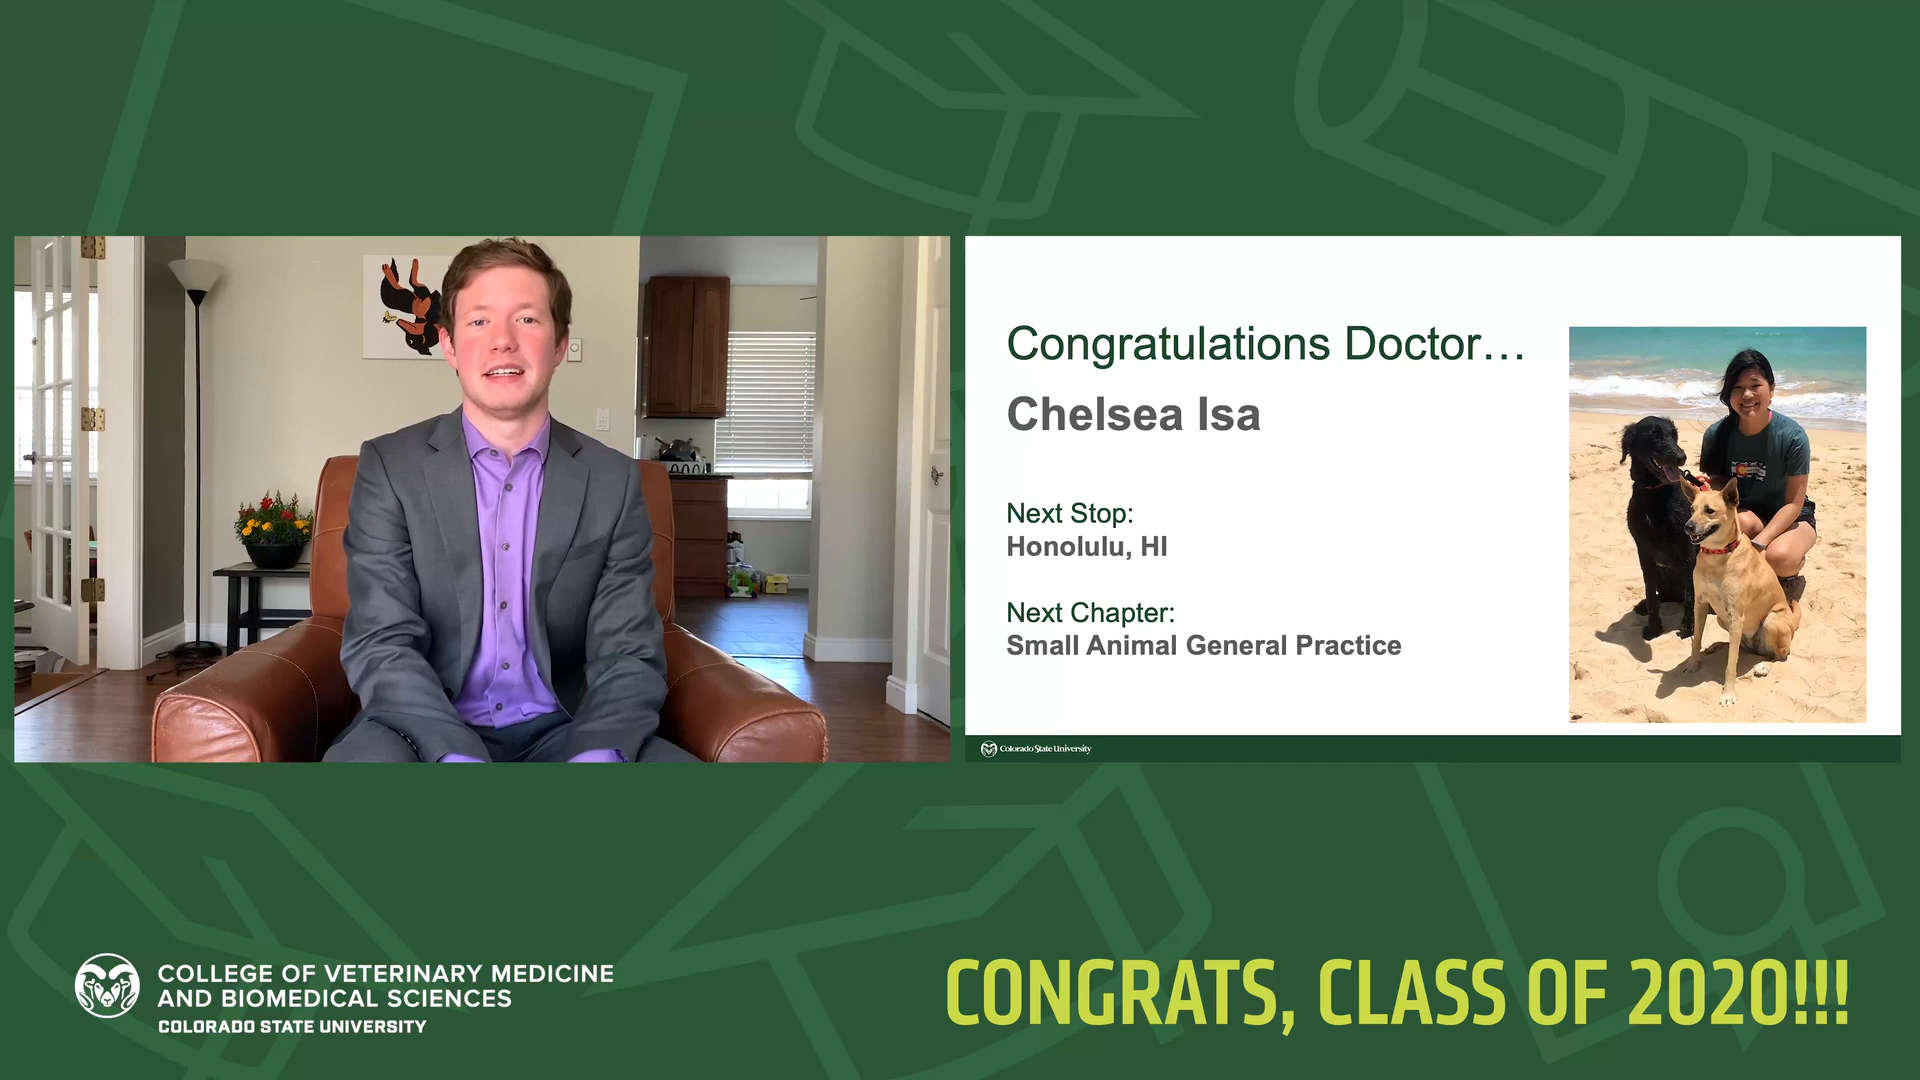 Congratulations Doctor…
Chelsea Isa
Next Stop:
Honolulu, HI
Next Chapter:
Small Animal General Practice
Colorado State University
COLLEGE OF VETERINARY MEDICINE
AND BIOMEDICAL SCIENCES
COLORADO STATE UNIVERSITY
CONGRATS, CLASS OF 2020!!!